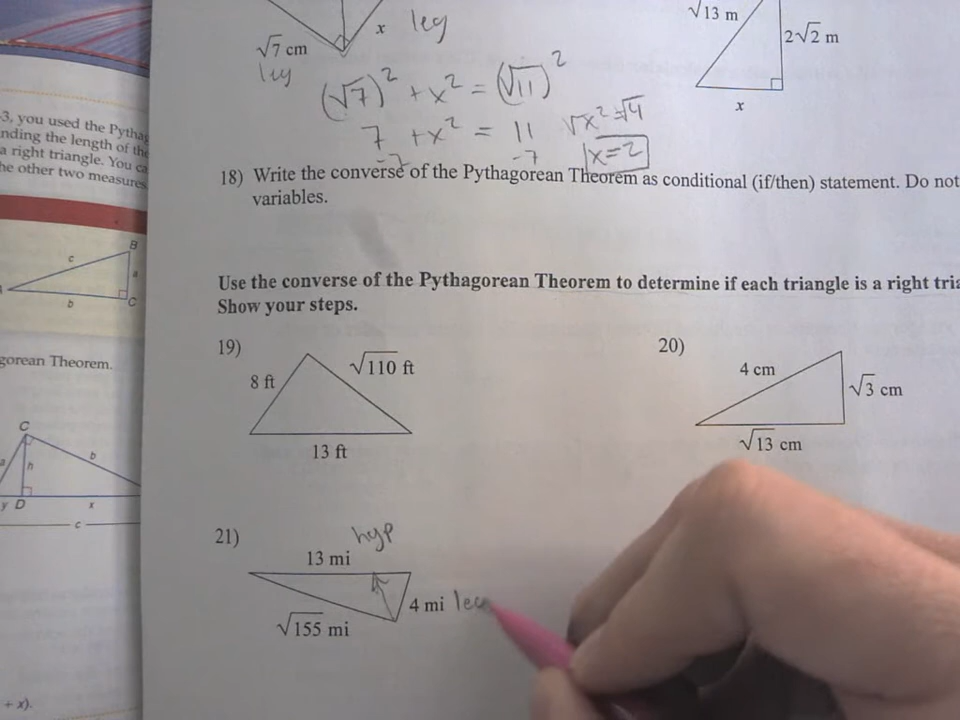 √7 cm
leg
x
leg
(√7)² + x² = (√11)²
7 + x² = 11
-7 -7
√x² = √4
x = 2
√13 m
2√2 m
x
18) Write the converse of the Pythagorean Theorem as conditional (if/then) statement. Do not
variables.
Use the converse of the Pythagorean Theorem to determine if each triangle is a right
Show your steps.
19)
8 ft
√110 ft
13 ft
20)
4 cm
√3 cm
√13 cm
21)
hyp
13 mi
4 mi
√155 mi
3, you used the
nding the length of the
a right triangle. You
he other two measures
B
c
a
b
C
gorean Theorem.
C
a
h
b
y D
x
c
+ x).